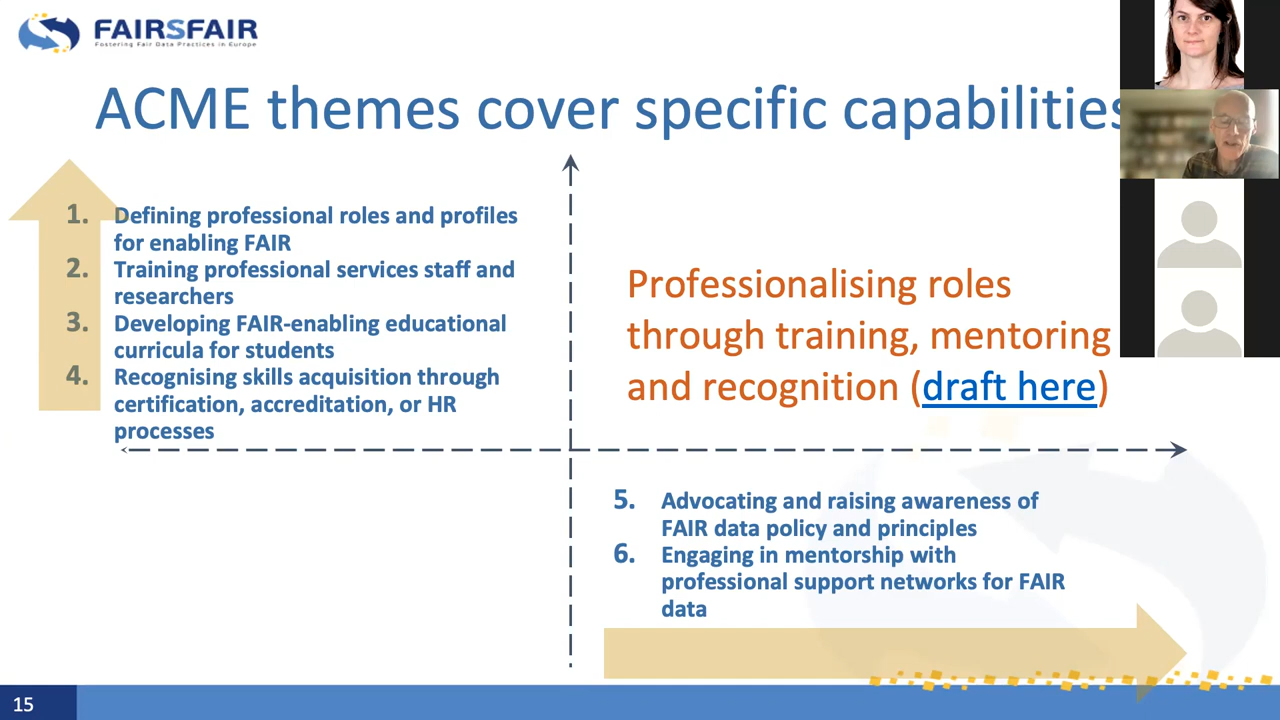 FAIRSFAIR
Fostering Fair Data Practices in Europe
ACME themes cover specific capabilities
1. Defining professional roles and profiles
for enabling FAIR
2. Training professional services staff and
researchers
3. Developing FAIR-enabling educational
curricula for students
4. Recognising skills acquisition through
certification, accreditation, or HR
processes
Professionalising roles
through training, mentoring
and recognition (draft here)
5. Advocating and raising awareness of
FAIR data policy and principles
6. Engaging in mentorship with
professional support networks for FAIR
data
15